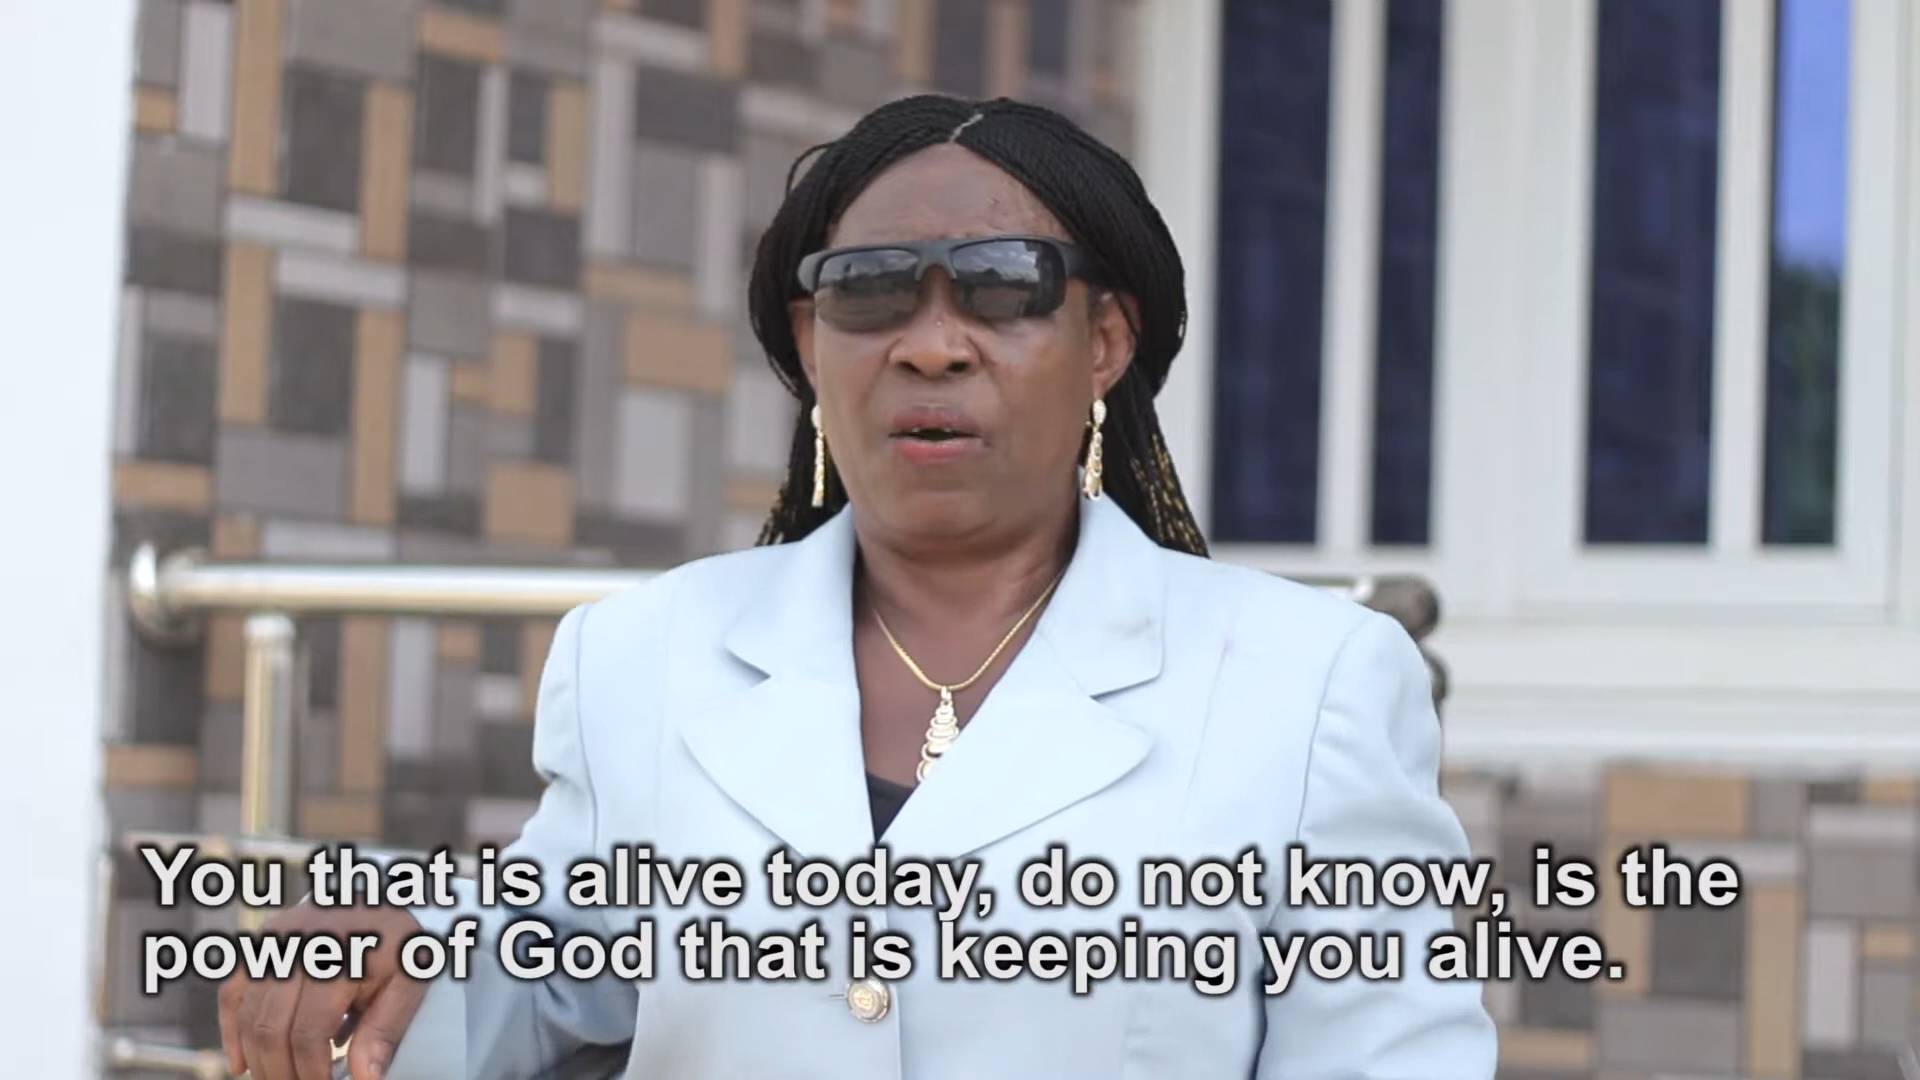 You that is alive today, do not know, is the
power of God that is keeping you alive.